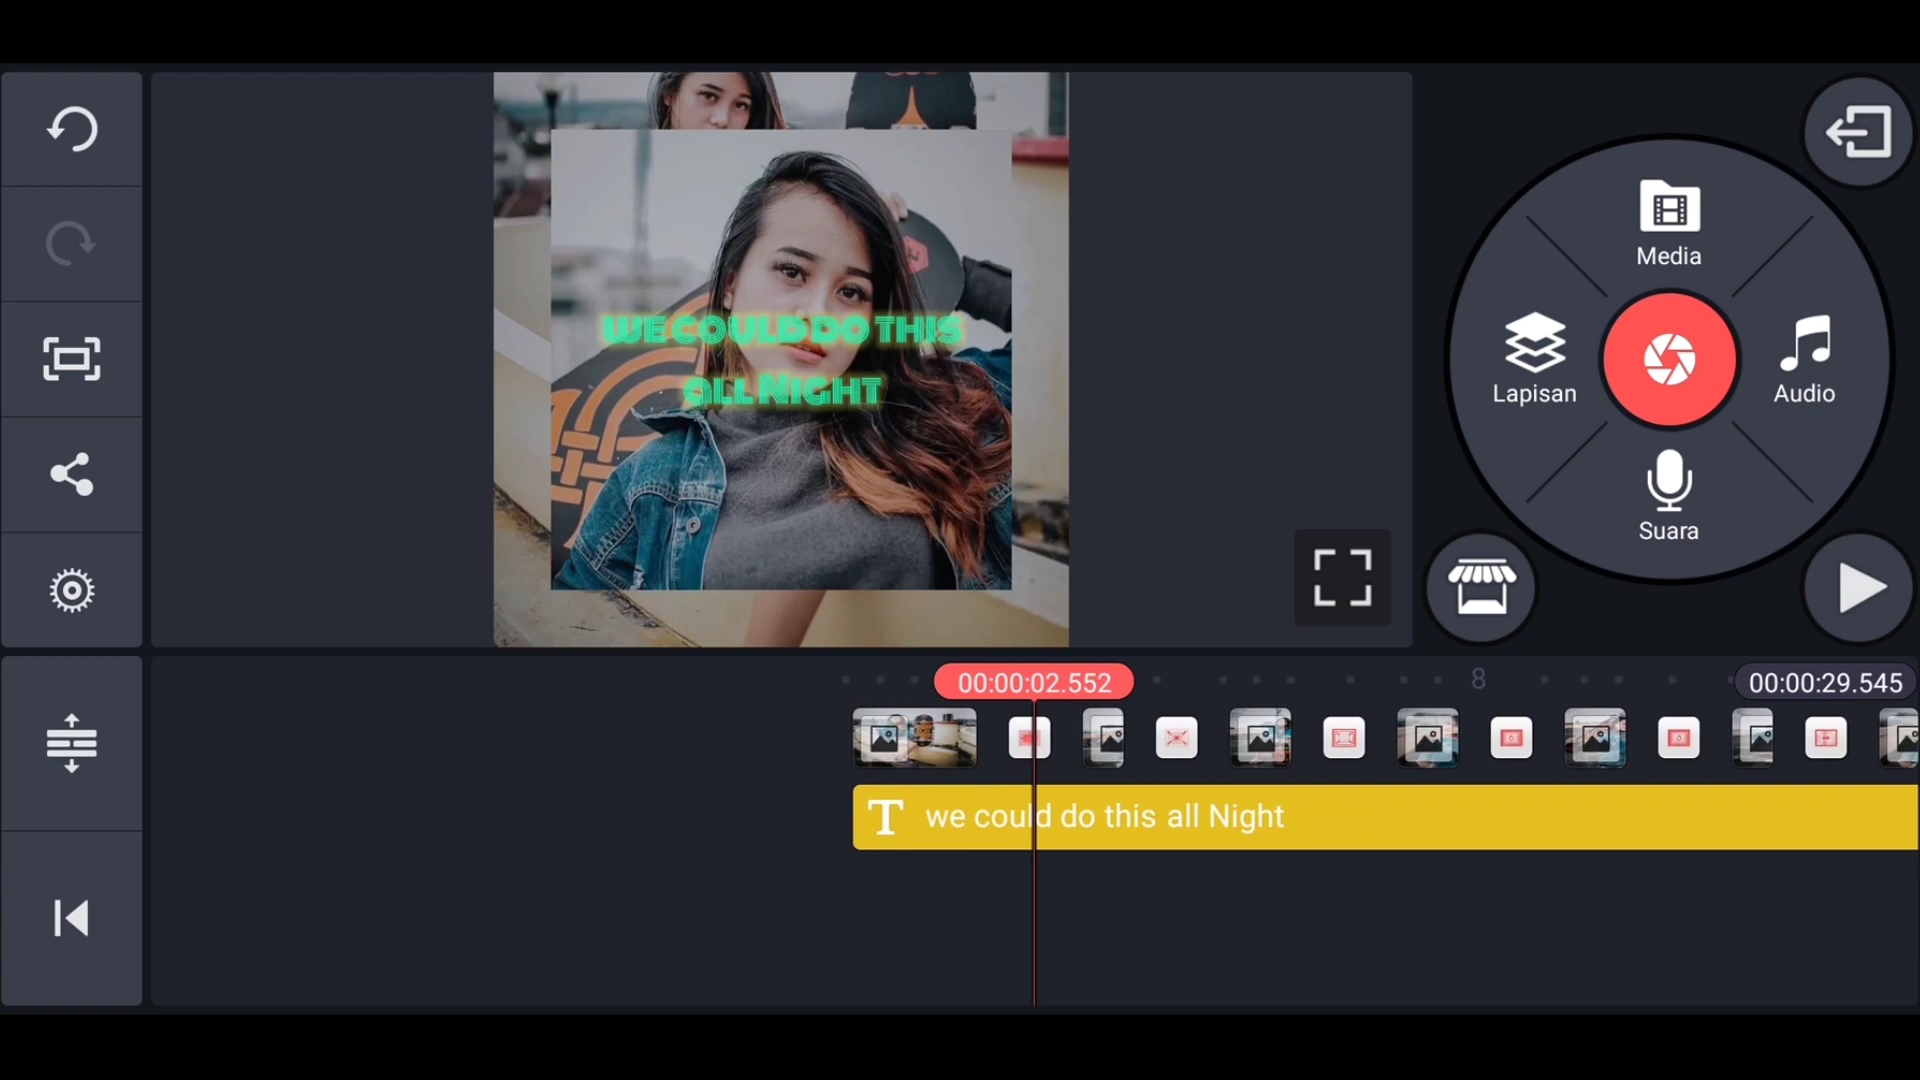 WE COULD DO THIS
ALL NIGHT
Media
Lapisan
Audio
Suara
00:00:02.552
8
00:00:29.545
T we could do this all Night